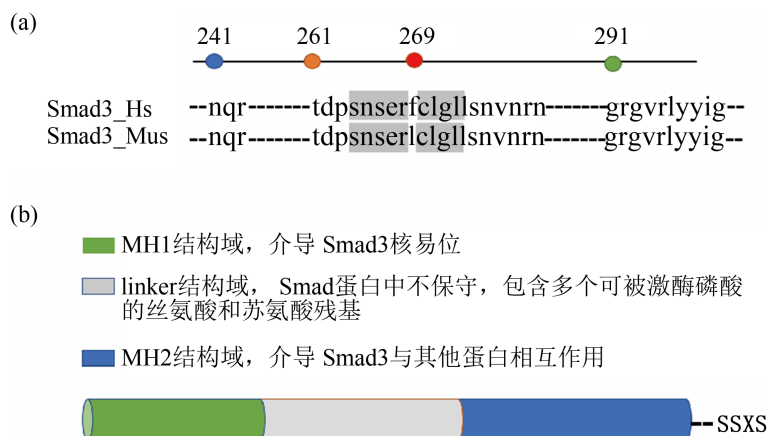 (a)
241 261 269 291
Smad3_Hs --nqr-------tdpsnserfclgllsnvnrn-------grgvrlyyig--
Smad3_Mus --nqr-------tdpsnserlclgllsnvnrn-------grgvrlyyig--
(b)
MH1结构域，介导 Smad3核易位
linker结构域， Smad蛋白中不保守，包含多个可被激酶磷酸
的丝氨酸和苏氨酸残基
MH2结构域，介导 Smad3与其他蛋白相互作用
--SSXS